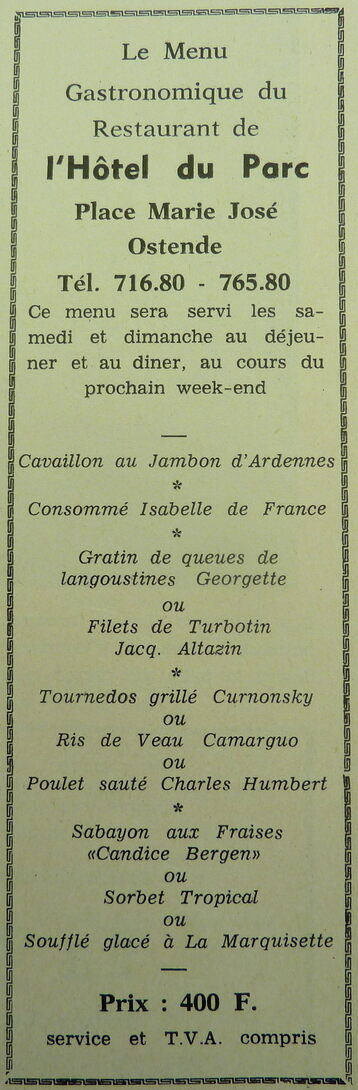 Le Menu
Gastronomique du
Restaurant de
l'Hôtel du Parc
Place Marie José
Ostende
Tél. 716.80 - 765.80
Ce menu sera servi les sa-
medi et dimanche au déjeu-
ner et au diner, au cours du
prochain week-end
Cavaillon au Jambon d'Ardennes
*
Consommé Isabelle de France
*
Gratin de queues de
langoustines Georgette
ou
Filets de Turbotin
Jacq. Altazin
*
Tournedos grillé Curnonsky
ou
Ris de Veau Camarguo
ou
Poulet sauté Charles Humbert
*
Sabayon aux Fraises
«Candice Bergen»
ou
Sorbet Tropical
ou
Soufflé glacé à La Marquisette
Prix : 400 F.
service et T.V.A. compris